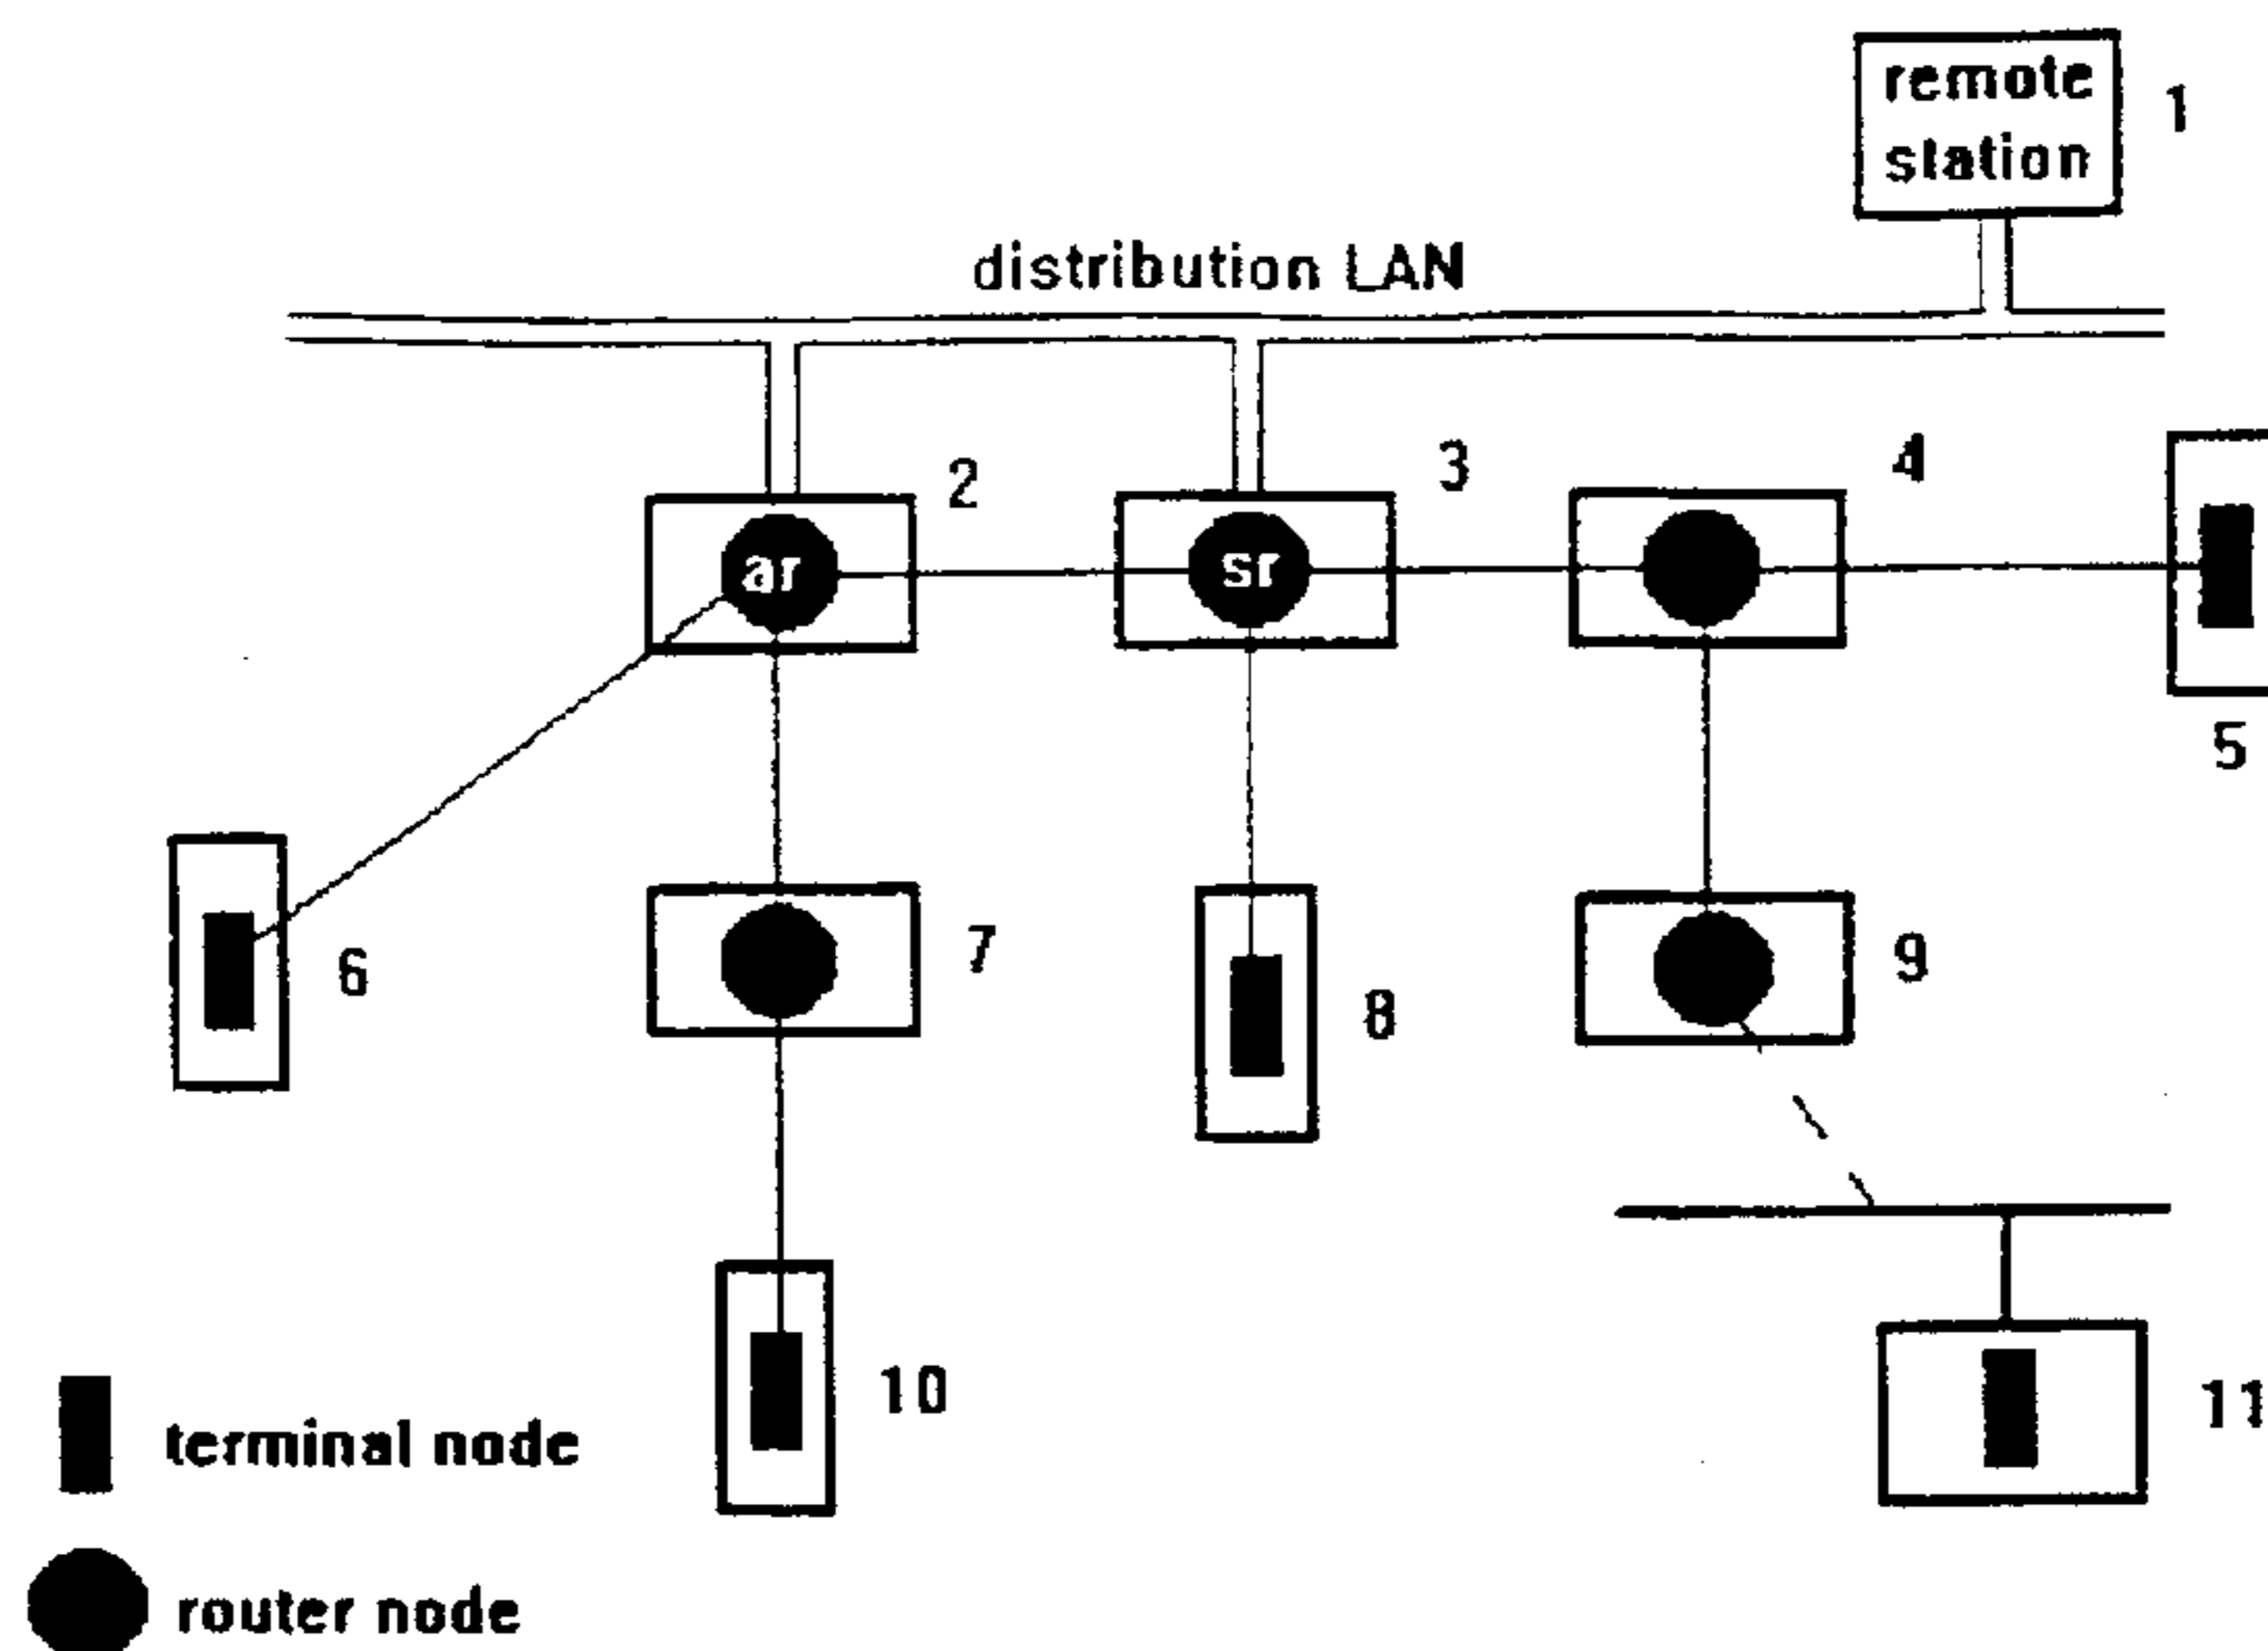 remote
station
1
distribution LAN
2
3
4
ar
sr
5
6
7
8
9
10
11
terminal node
router node